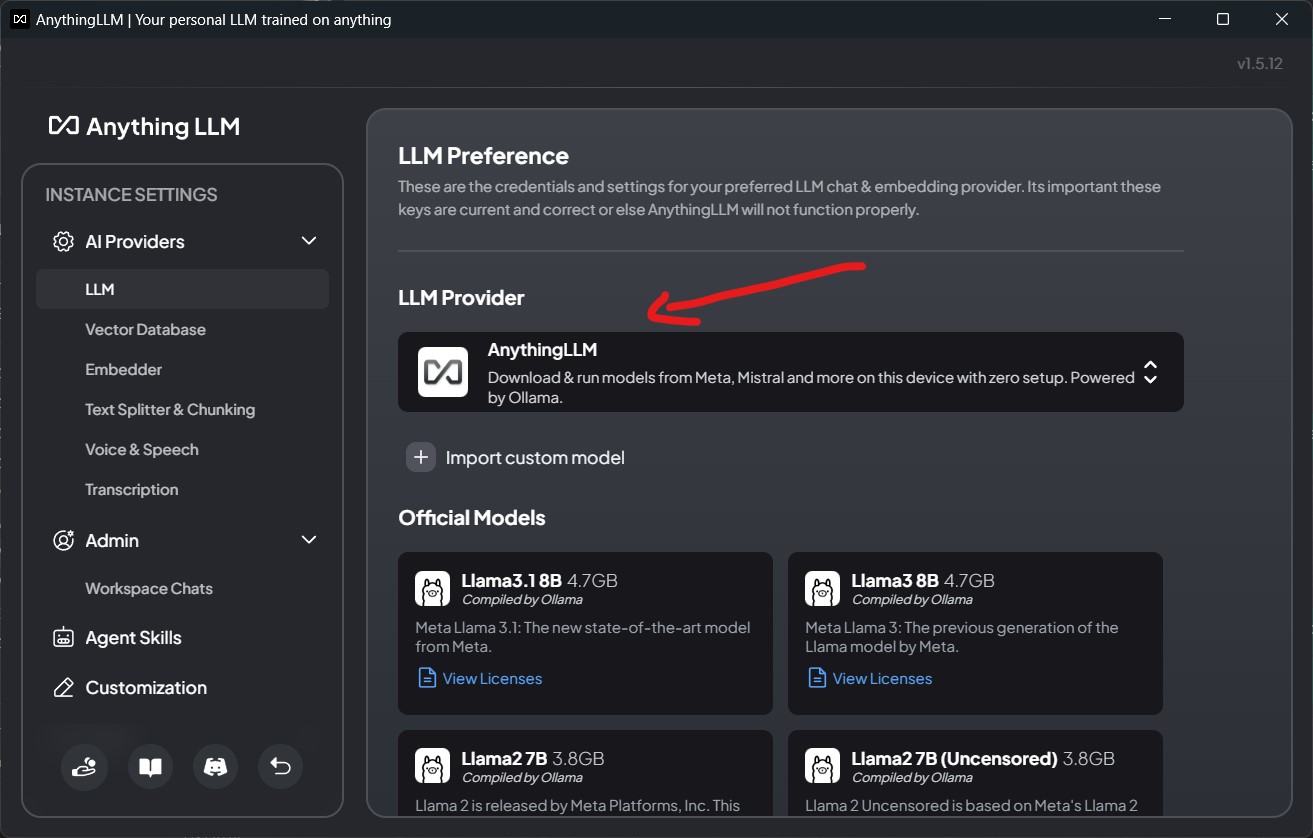 AnythingLLM | Your personal LLM trained on anything
v1.5.12
Anything LLM
INSTANCE SETTINGS
AI Providers
LLM
Vector Database
Embedder
Text Splitter & Chunking
Voice & Speech
Transcription
Admin
Workspace Chats
Agent Skills
Customization
LLM Preference
These are the credentials and settings for your preferred LLM chat & embedding provider. Its important these
keys are current and correct or else AnythingLLM will not function properly.
LLM Provider
AnythingLLM
Download & run models from Meta, Mistral and more on this device with zero setup. Powered
by Ollama.
Import custom model
Official Models
Llama3.1 8B 4.7GB
Compiled by Ollama
Meta Llama 3.1: The new state-of-the-art model
from Meta.
View Licenses
Llama3 8B 4.7GB
Compiled by Ollama
Meta Llama 3: The previous generation of the
Llama model by Meta.
View Licenses
Llama2 7B 3.8GB
Compiled by Ollama
Llama 2 is released by Meta Platforms, Inc. This
Llama2 7B (Uncensored) 3.8GB
Compiled by Ollama
Llama 2 Uncensored is based on Meta's Llama 2